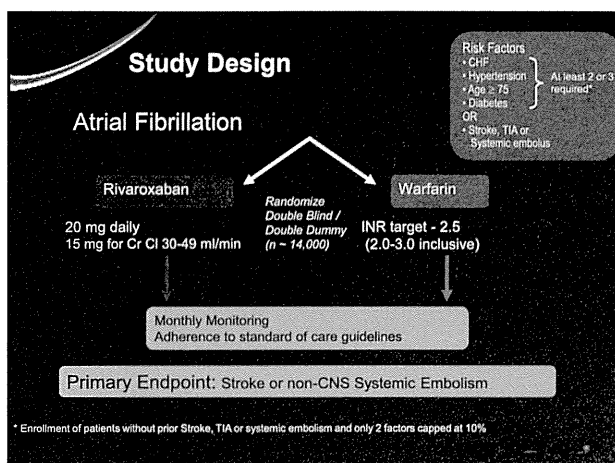 Study Design
Risk Factors
• CHF
• Hypertension
• Age ≥ 75
• Diabetes
At least 2 or 3
required*
OR
• Stroke, TIA or
Systemic embolus
Atrial Fibrillation
Rivaroxaban
Warfarin
Randomize
Double Blind /
Double Dummy
(n ~ 14,000)
20 mg daily
15 mg for Cr Cl 30-49 ml/min
INR target - 2.5
(2.0-3.0 inclusive)
Monthly Monitoring
Adherence to standard of care guidelines
Primary Endpoint: Stroke or non-CNS Systemic Embolism
* Enrollment of patients without prior Stroke, TIA or systemic embolism and only 2 factors capped at 10%